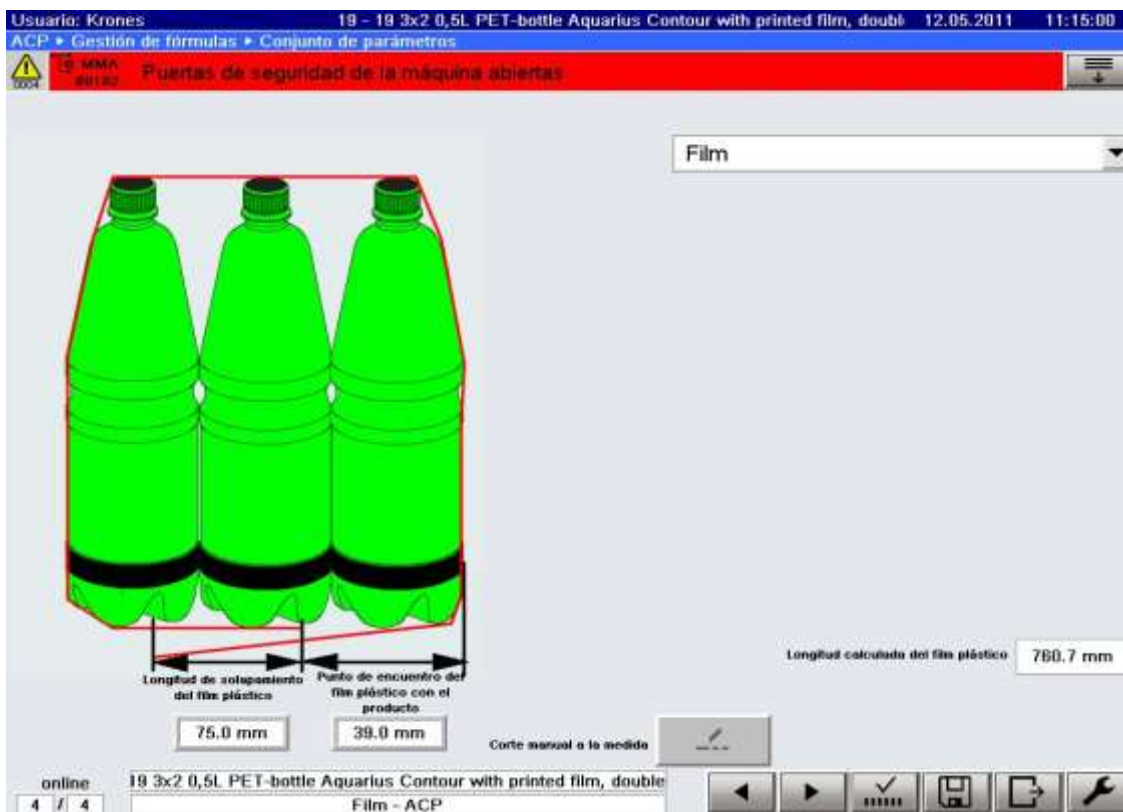 Usuario: Krones 19 - 19 3x2 0,5L PET-bottle Aquarius Contour with printed film, doubl 12.05.2011 11:15:00
ACP ▸ Gestión de fórmulas ▸ Conjunto de parámetros
0004 MMA 00102 Puertas de seguridad de la máquina abiertas
Film
Longitud calculada del film plástico 760.7 mm
Longitud de solapamiento
del film plástico
75.0 mm
Punto de encuentro del
film plástico con el
producto
39.0 mm
Corte manual a la medida
online
4 / 4
19 3x2 0,5L PET-bottle Aquarius Contour with printed film, double
Film - ACP